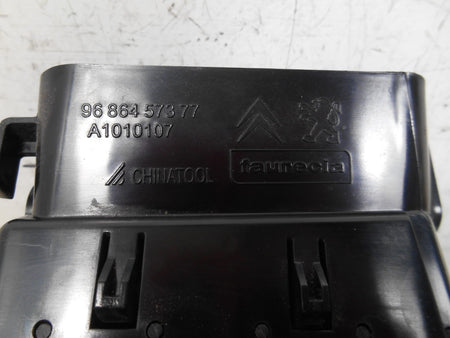 96 864 573 77
A1010107
CHINATOOL
faurecia